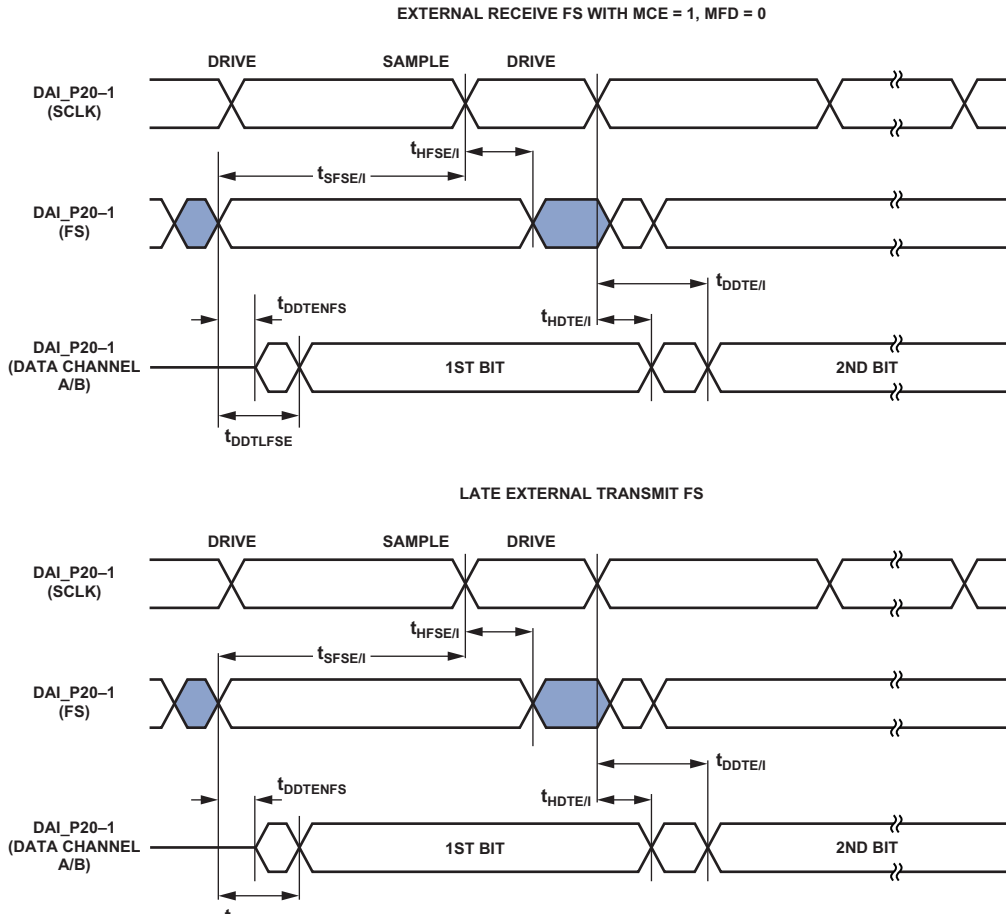 EXTERNAL RECEIVE FS WITH MCE = 1, MFD = 0
DRIVE SAMPLE DRIVE
DAI_P20–1
(SCLK)
tHFSE/I
tSFSE/I
DAI_P20–1
(FS)
tDDTE/I
tDDTENFS
tHDTE/I
DAI_P20–1
(DATA CHANNEL
A/B)
1ST BIT 2ND BIT
tDDTLFSE
LATE EXTERNAL TRANSMIT FS
DRIVE SAMPLE DRIVE
DAI_P20–1
(SCLK)
tHFSE/I
tSFSE/I
DAI_P20–1
(FS)
tDDTE/I
tDDTENFS
tHDTE/I
DAI_P20–1
(DATA CHANNEL
A/B)
1ST BIT 2ND BIT